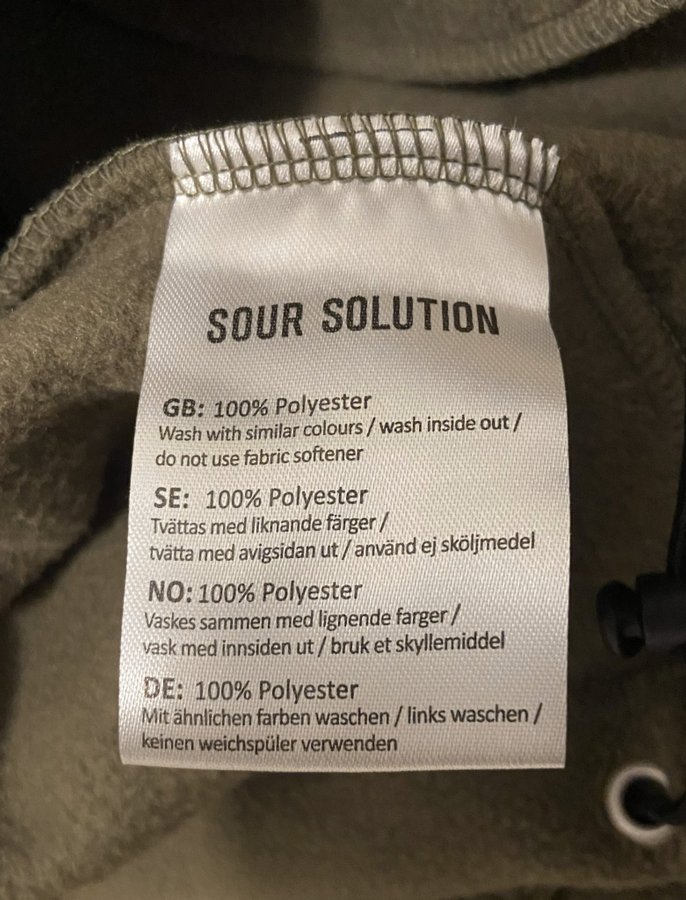 SOUR SOLUTION
GB: 100% Polyester
Wash with similar colours / wash inside out /
do not use fabric softener
SE: 100% Polyester
Tvättas med liknande färger /
tvätta med avigsidan ut / använd ej sköljmedel
NO: 100% Polyester
Vaskes sammen med lignende farger /
vask med innsiden ut / bruk et skyllemiddel
DE: 100% Polyester
Mit ähnlichen farben waschen / links waschen /
keinen weichspüler verwenden